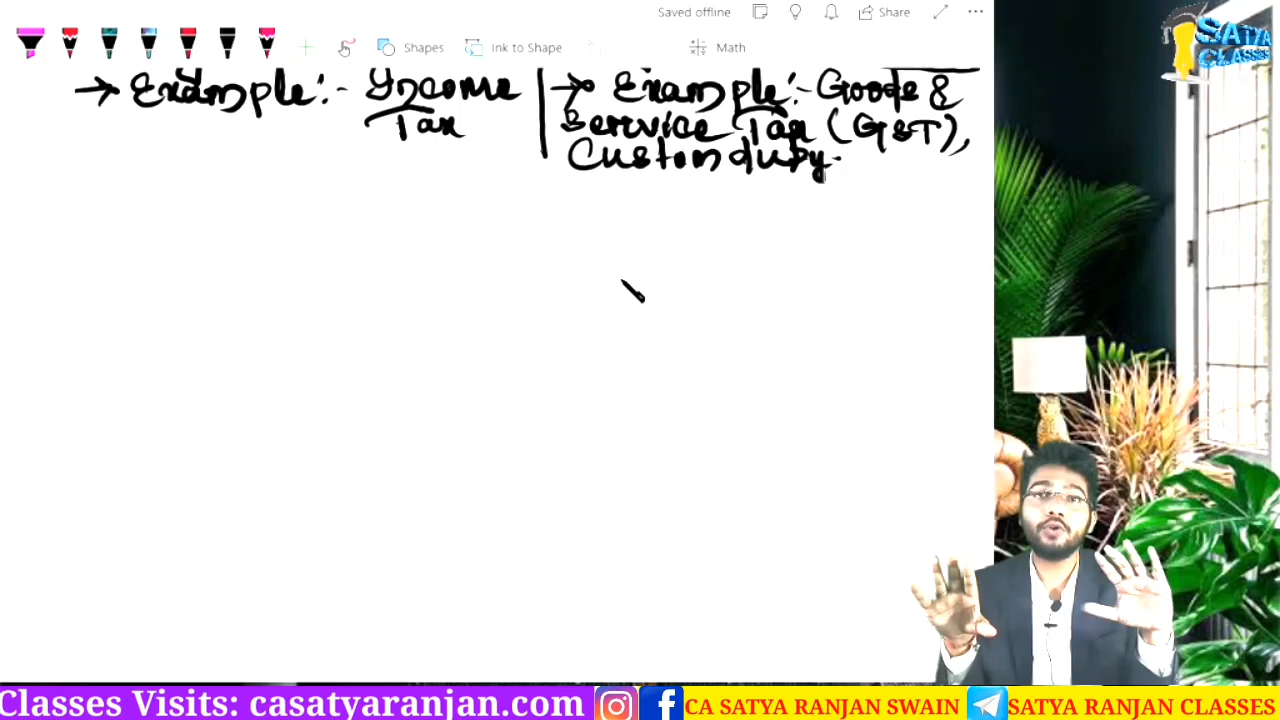 Saved offline
Share
Shapes
Ink to Shape
Math
SATYA
CLASSES
→ Example:- Income
Tax
→ Example:- Goods &
Service Tax (GST),
Custom duty.
Classes Visits: casatyaranjan.com
CA SATYA RANJAN SWAIN
SATYA RANJAN CLASSES